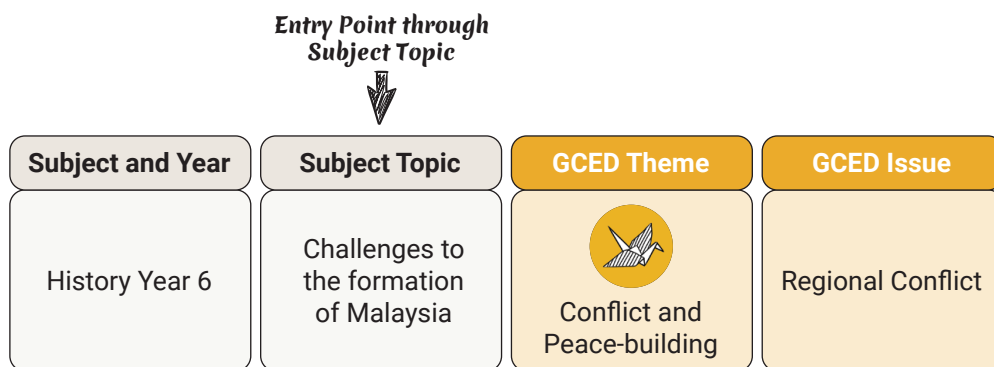 Entry Point through
Subject Topic
Subject and Year
Subject Topic
GCED Theme
GCED Issue
History Year 6
Challenges to
the formation
of Malaysia
Conflict and
Peace-building
Regional Conflict